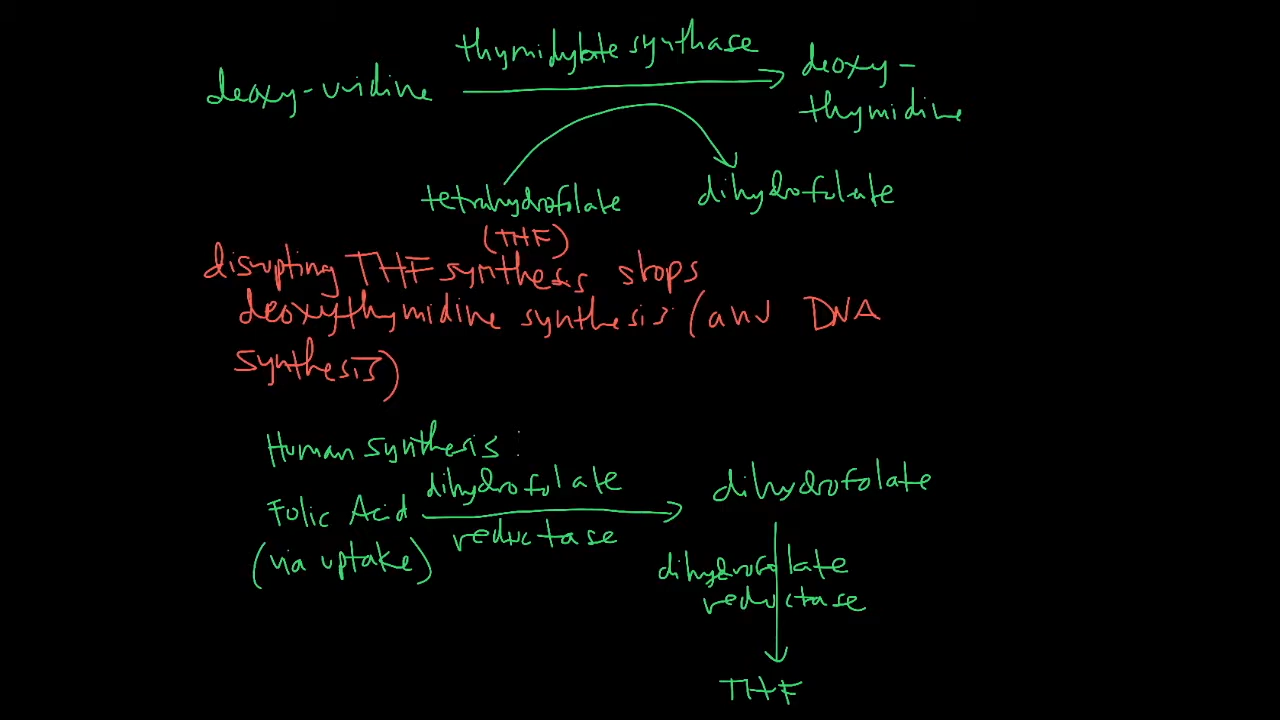 thymidylate synthase
deoxy-uridine
deoxy-
thymidine
tetrahydrofolate
dihydrofolate
(THF)
disrupting THF synthesis stops
deoxythymidine synthesis (and DNA
synthesis)
Human synthesis:
dihydrofolate
dihydrofolate
Folic Acid
reductase
(via uptake)
dihydrofolate
reductase
THF